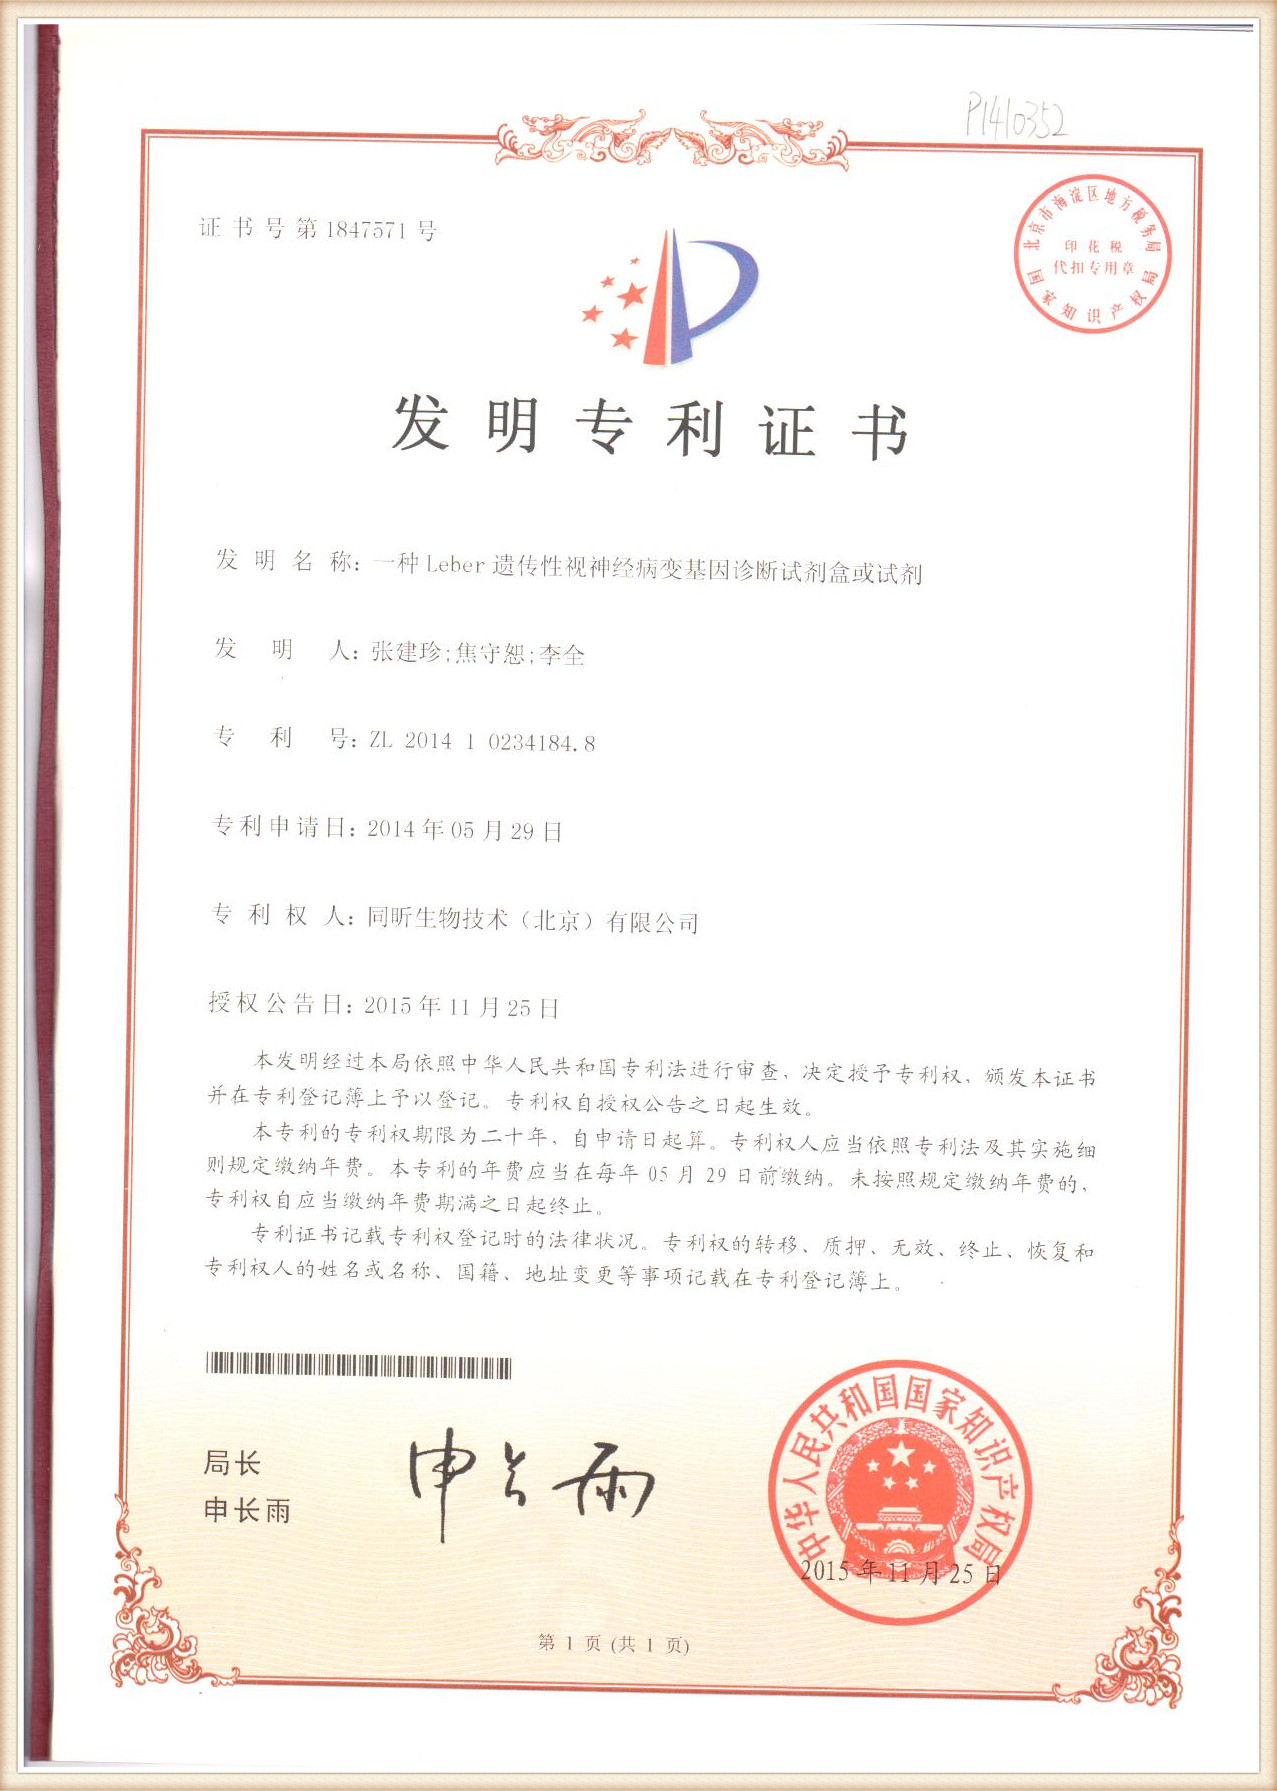 P1410352
证书号第1847571号
北京市海淀区地方税务局
印花税
代扣专用章
国家知识产权局
发明专利证书
发明名称：一种Leber遗传性视神经病变基因诊断试剂盒或试剂
发明人：张建珍;焦守恕;李全
专利号：ZL 2014 1 0234184.8
专利申请日：2014年05月29日
专利权人：同昕生物技术（北京）有限公司
授权公告日：2015年11月25日
本发明经过本局依照中华人民共和国专利法进行审查，决定授予专利权，颁发本证书
并在专利登记簿上予以登记。专利权自授权公告之日起生效。
本专利的专利权期限为二十年，自申请日起算。专利权人应当依照专利法及其实施细
则规定缴纳年费。本专利的年费应当在每年05月29日前缴纳。未按照规定缴纳年费的，
专利权自应当缴纳年费期满之日起终止。
专利证书记载专利权登记时的法律状况。专利权的转移、质押、无效、终止、恢复和
专利权人的姓名或名称、国籍、地址变更等事项记载在专利登记簿上。
局长
申长雨
申长雨
中华人民共和国国家知识产权局
2015年11月25日
第1页(共1页)